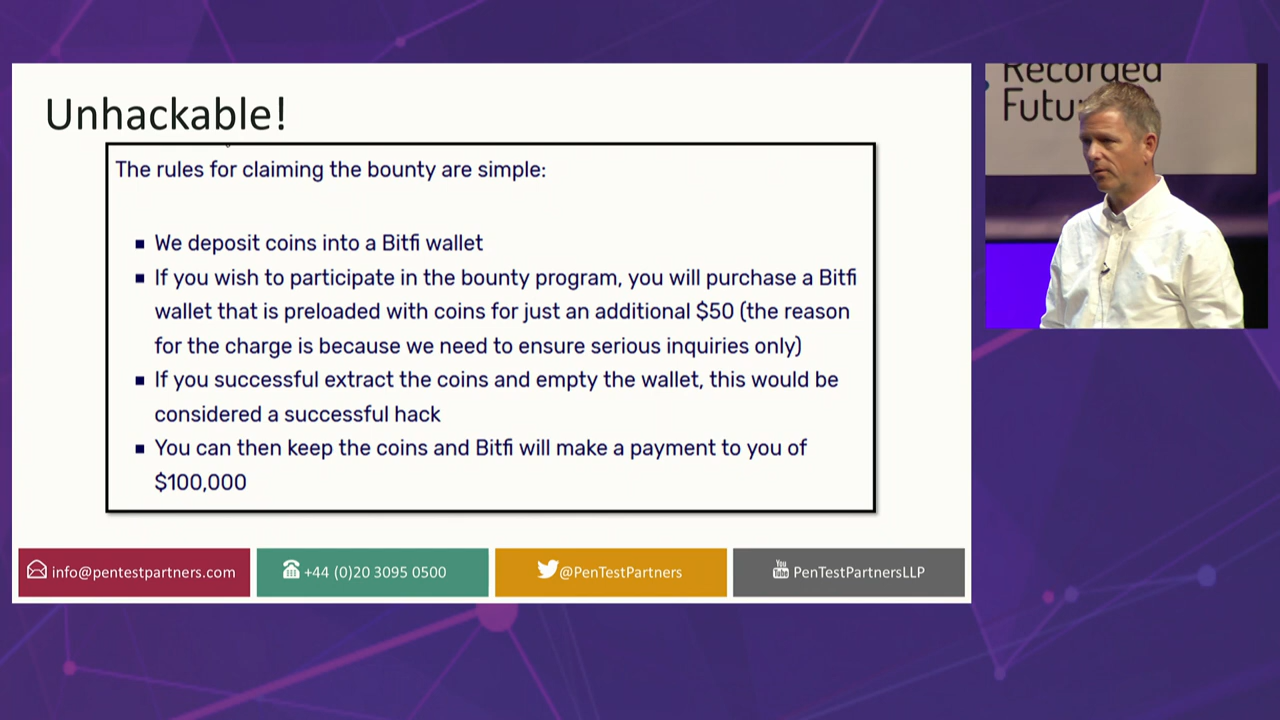 Unhackable!
The rules for claiming the bounty are simple:
We deposit coins into a Bitfi wallet
If you wish to participate in the bounty program, you will purchase a Bitfi
wallet that is preloaded with coins for just an additional $50 (the reason
for the charge is because we need to ensure serious inquiries only)
If you successful extract the coins and empty the wallet, this would be
considered a successful hack
You can then keep the coins and Bitfi will make a payment to you of
$100,000
info@pentestpartners.com
+44 (0)20 3095 0500
@PenTestPartners
You Tube PenTestPartnersLLP
Recorded
Futu